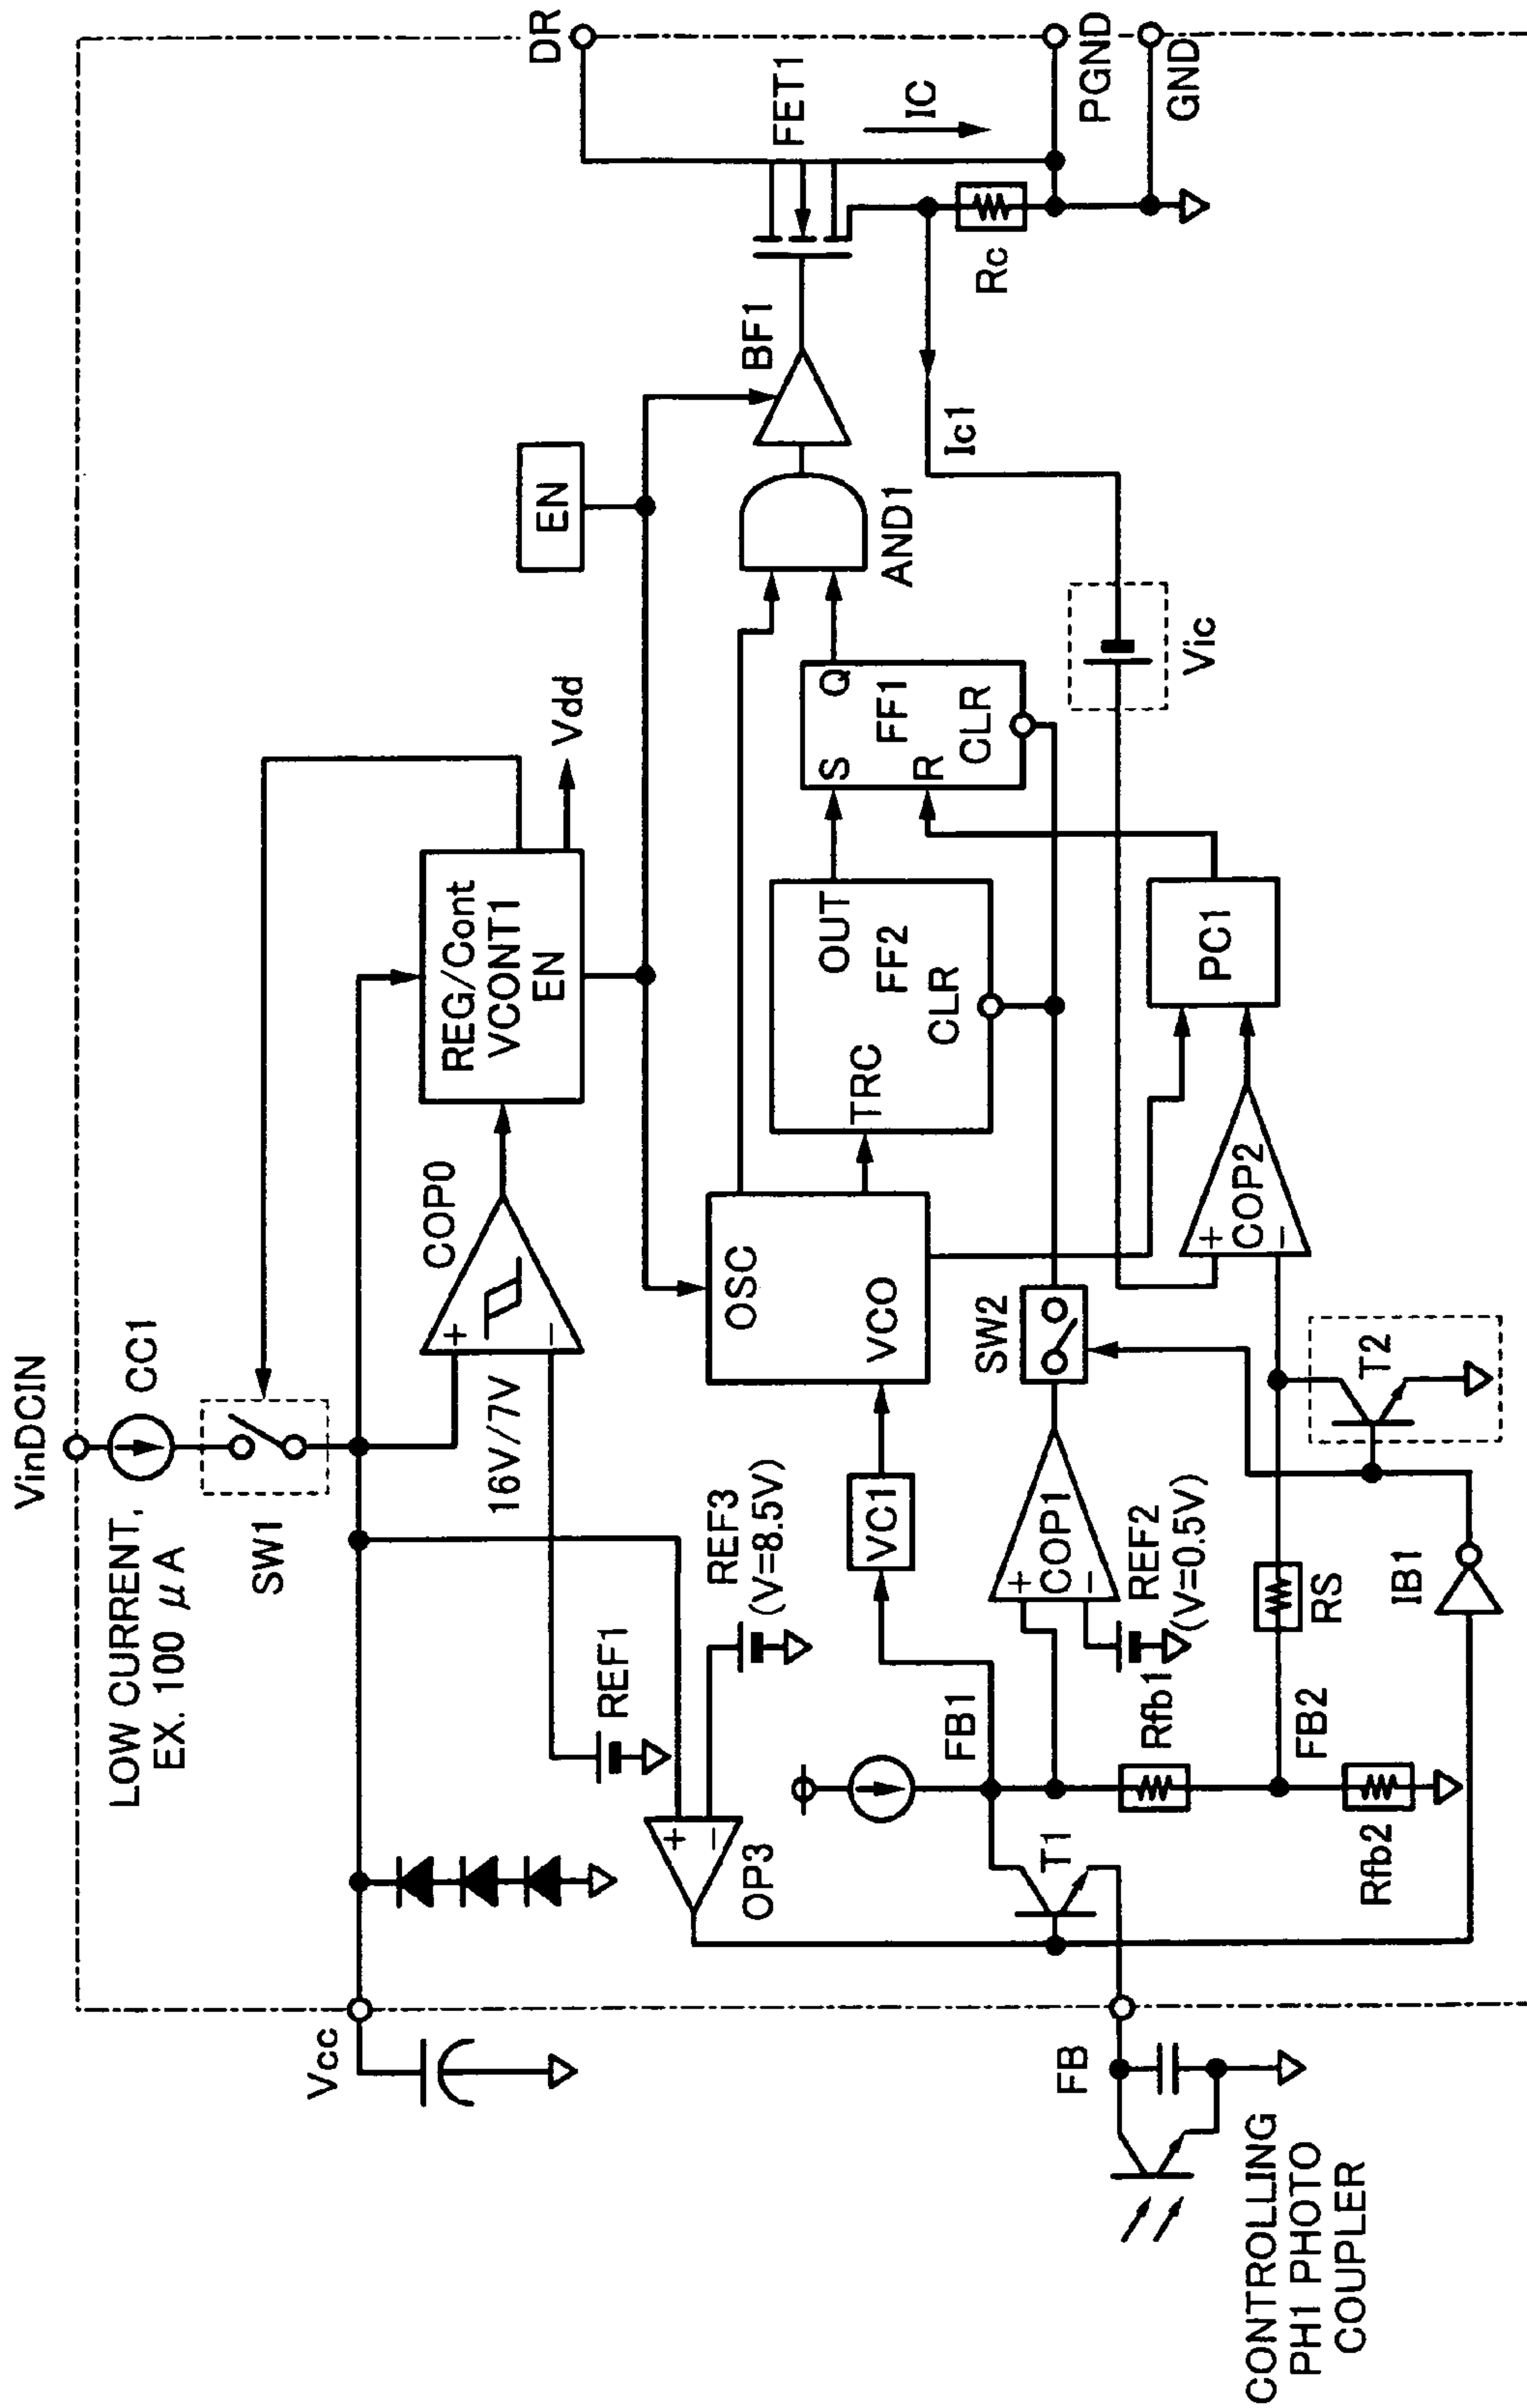 VinDCIN
LOW CURRENT,
EX. 100 μA
CC1
SW1
Vcc
16V/7V
COP0
+
−
REG/Cont
VCONT1
EN
Vdd
EN
REF1
REF3
(V=8.5V)
OP3
+
−
OSC
VCO
VC1
TRC
OUT
FF2
CLR
S
Q
FF1
R
CLR
AND1
BF1
FET1
DR
IC
PGND
GND
Rc
Ic1
Vic
FB1
COP1
+
−
REF2
(V=0.5V)
SW2
PC1
COP2
+
−
T1
Rfb1
FB2
Rfb2
RS
T2
IB1
FB
CONTROLLING
PH1 PHOTO
COUPLER